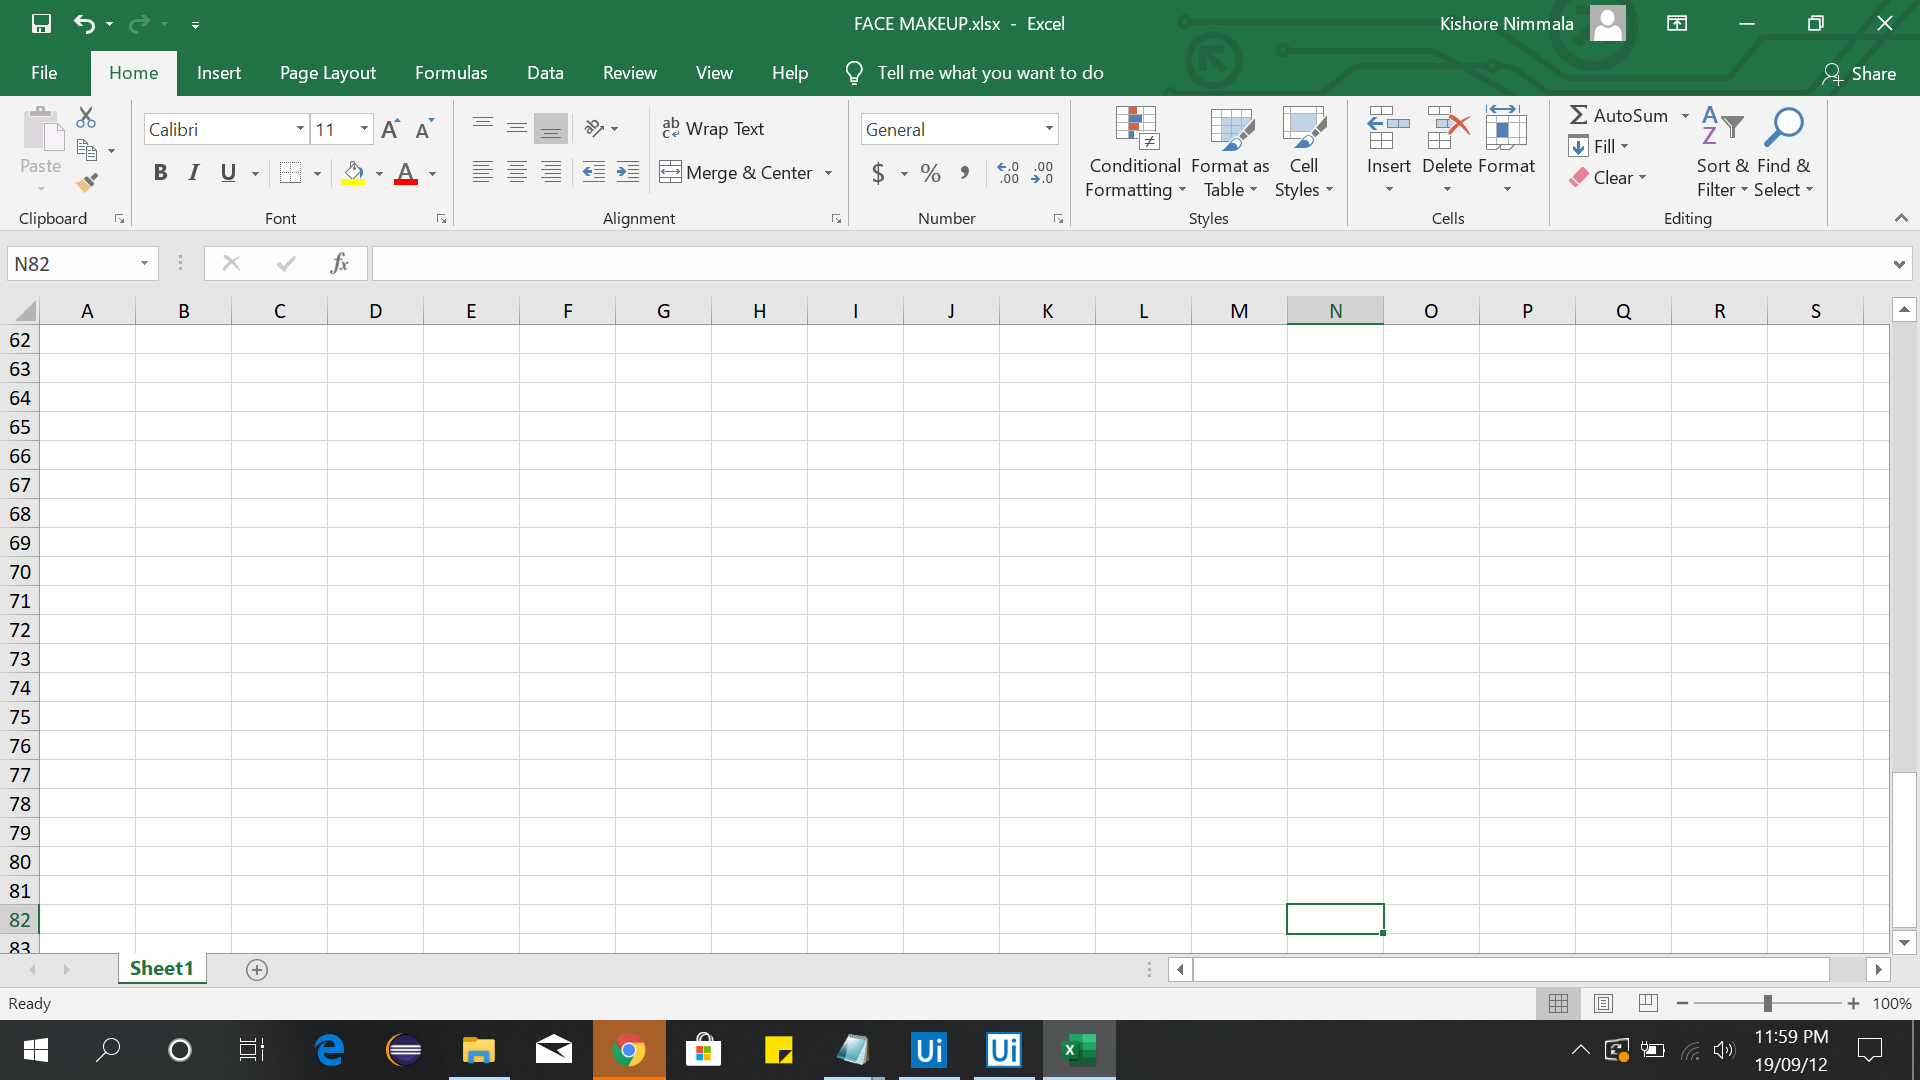 FACE MAKEUP.xlsx - Excel
Kishore Nimmala
File Home Insert Page Layout Formulas Data Review View Help Tell me what you want to do Share
Paste
Clipboard
Calibri 11
B I U
Font
Wrap Text
Merge & Center
Alignment
General
$ % ,
Number
Conditional Formatting
Format as Table
Cell Styles
Styles
Insert Delete Format
Cells
AutoSum
Fill
Clear
Sort & Filter
Find & Select
Editing
N82
fx
A B C D E F G H I J K L M N O P Q R S
62
63
64
65
66
67
68
69
70
71
72
73
74
75
76
77
78
79
80
81
82
83
Sheet1
Ready
100%
Ui
Ui
11:59 PM
19/09/12